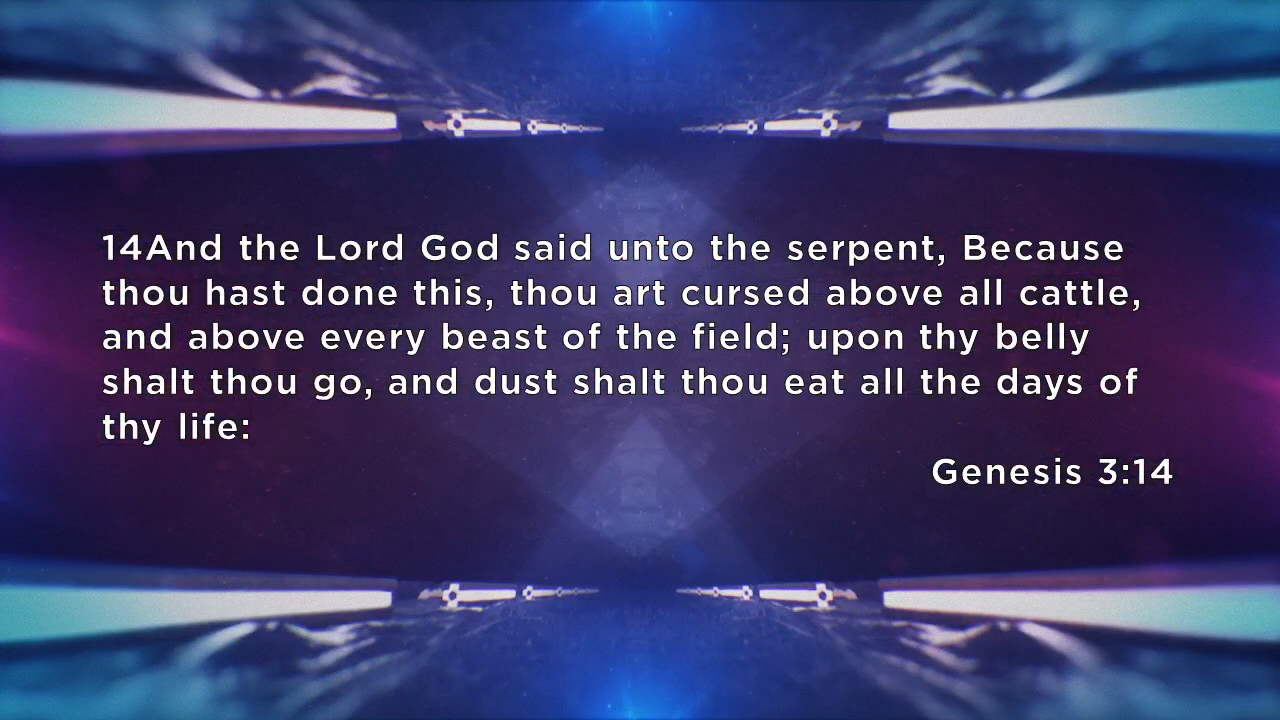 14And the Lord God said unto the serpent, Because
thou hast done this, thou art cursed above all cattle,
and above every beast of the field; upon thy belly
shalt thou go, and dust shalt thou eat all the days of
thy life:
Genesis 3:14